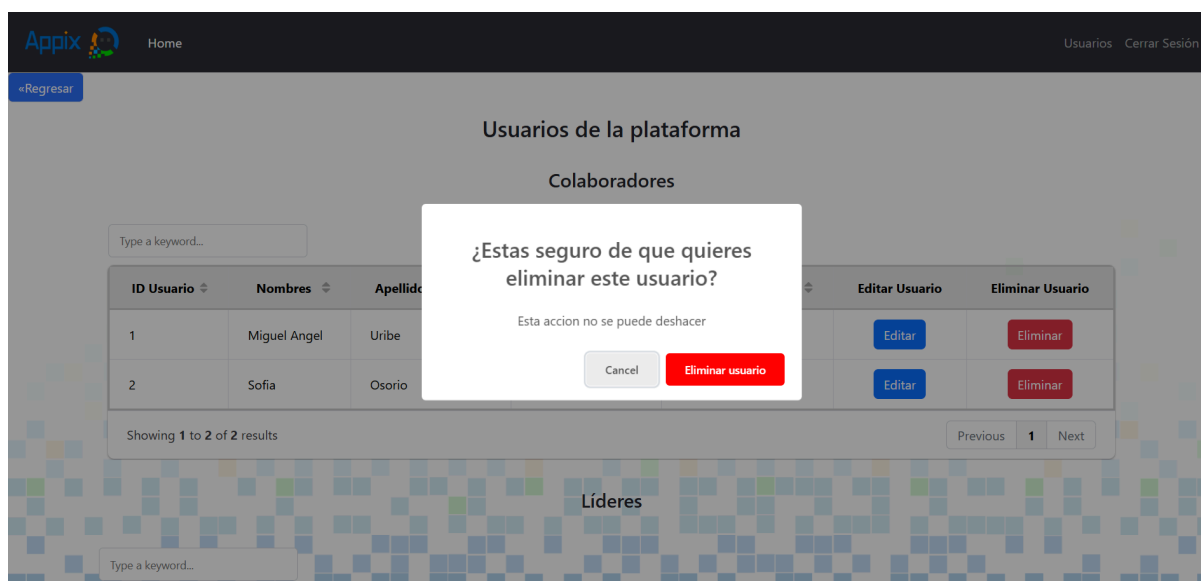 Appix Home Usuarios Cerrar Sesión
«Regresar
Usuarios de la plataforma
Colaboradores
Type a keyword...
¿Estas seguro de que quieres
eliminar este usuario?
Esta accion no se puede deshacer
Cancel Eliminar usuario
ID Usuario Nombres Apellido Editar Usuario Eliminar Usuario
1 Miguel Angel Uribe Editar Eliminar
2 Sofia Osorio Editar Eliminar
Showing 1 to 2 of 2 results Previous 1 Next
Líderes
Type a keyword...